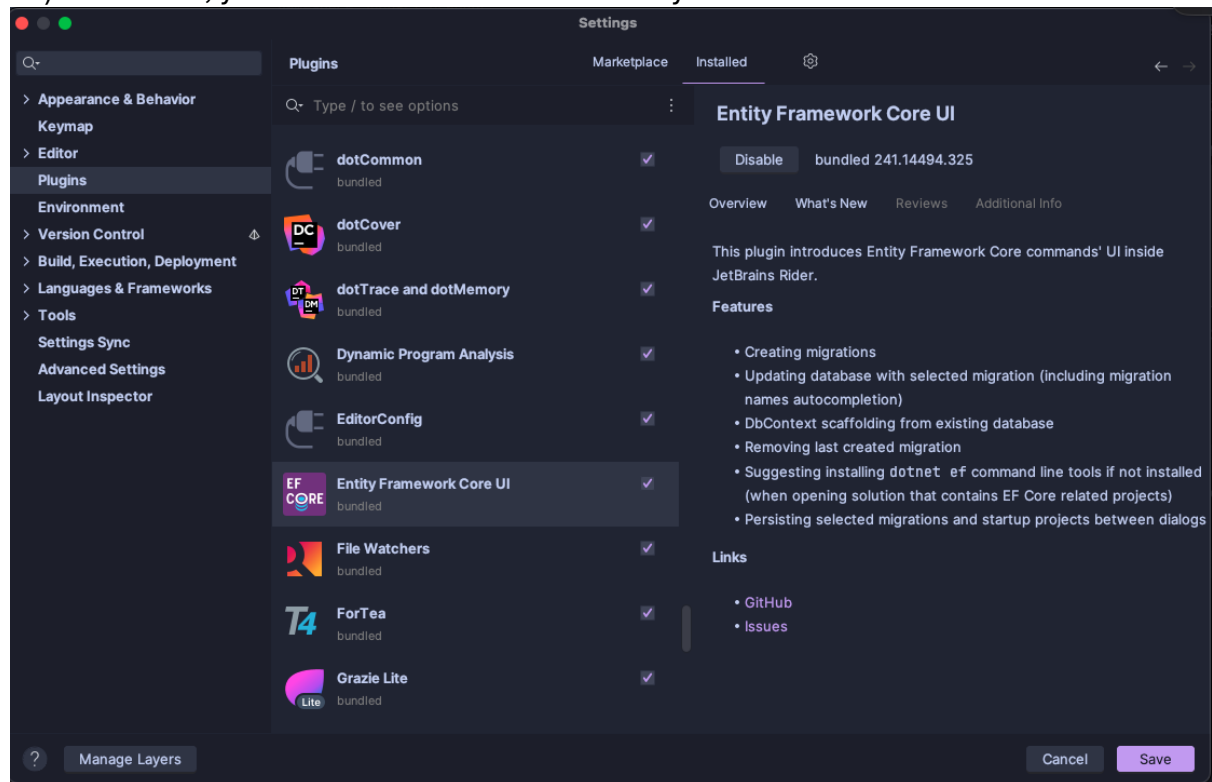 Settings
Plugins
Marketplace
Installed
Appearance & Behavior
Keymap
Editor
Plugins
Environment
Version Control
Build, Execution, Deployment
Languages & Frameworks
Tools
Settings Sync
Advanced Settings
Layout Inspector
Type / to see options
dotCommon
bundled
DC
dotCover
bundled
DT
DM
dotTrace and dotMemory
bundled
Dynamic Program Analysis
bundled
EditorConfig
bundled
EF
CORE
Entity Framework Core UI
bundled
File Watchers
bundled
T4
ForTea
bundled
Lite
Grazie Lite
bundled
Entity Framework Core UI
Disable
bundled 241.14494.325
Overview
What's New
Reviews
Additional Info
This plugin introduces Entity Framework Core commands' UI inside
JetBrains Rider.
Features
• Creating migrations
• Updating database with selected migration (including migration
names autocompletion)
• DbContext scaffolding from existing database
• Removing last created migration
• Suggesting installing dotnet ef command line tools if not installed
(when opening solution that contains EF Core related projects)
• Persisting selected migrations and startup projects between dialogs
Links
• GitHub
• Issues
?
Manage Layers
Cancel
Save